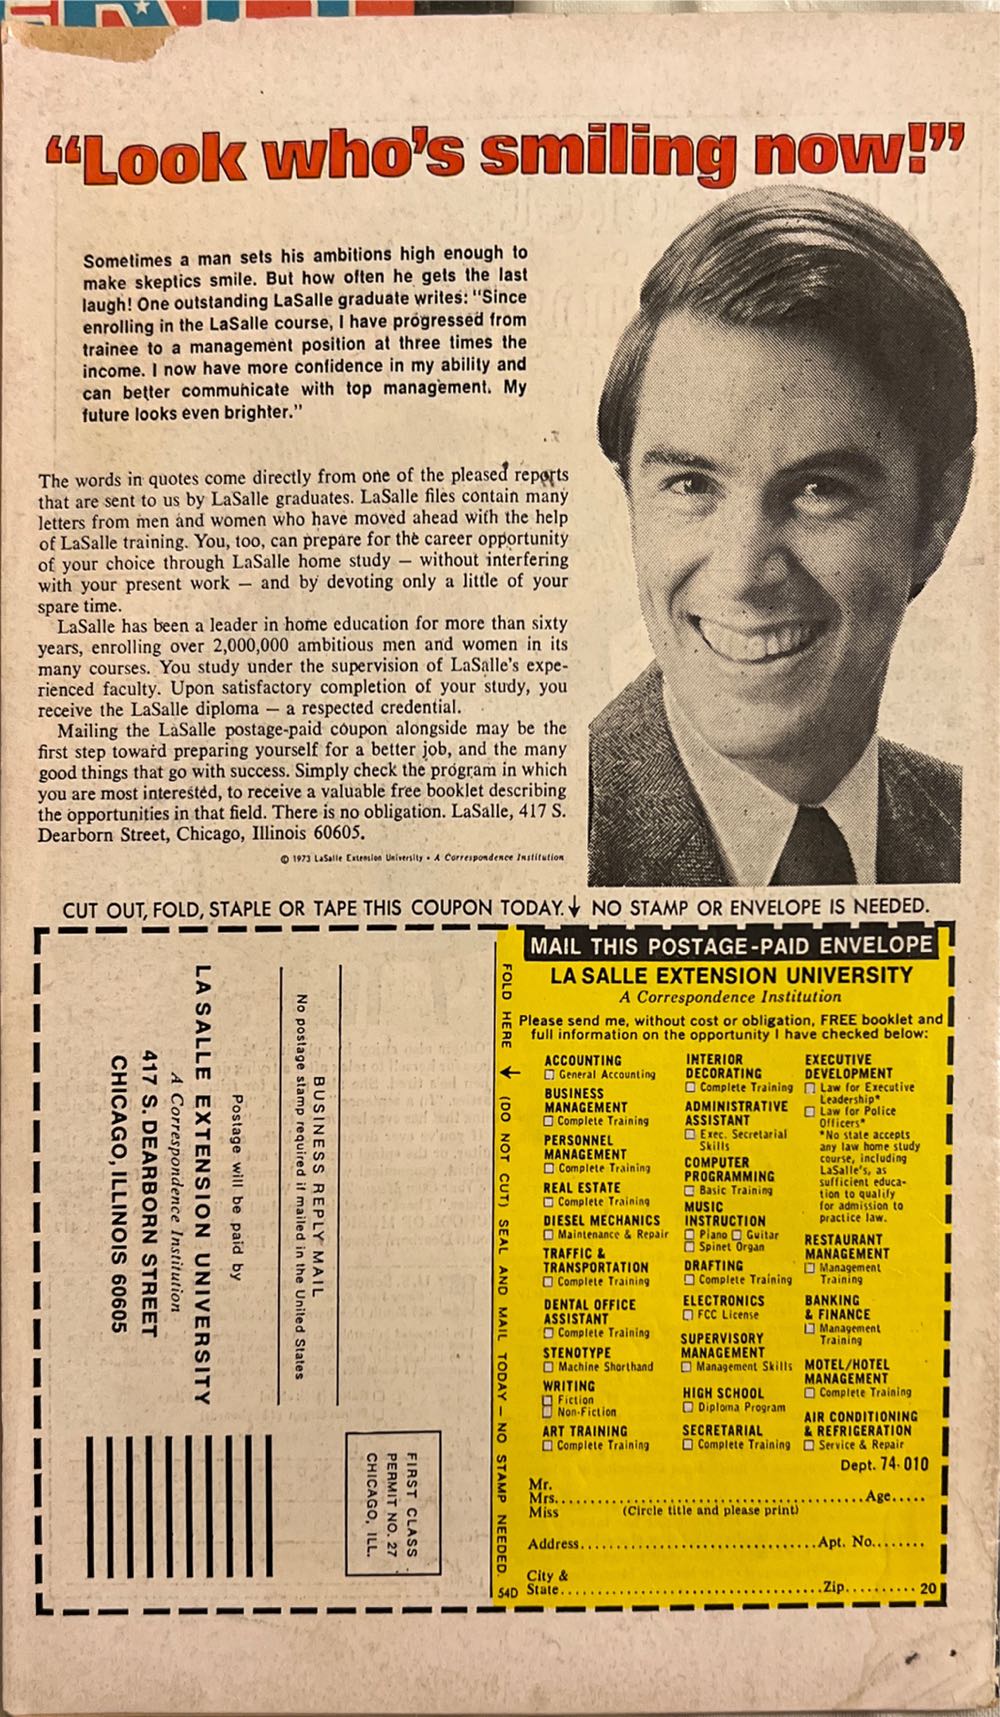 "Look who's smiling now!"
Sometimes a man sets his ambitions high enough to
make skeptics smile. But how often he gets the last
laugh! One outstanding LaSalle graduate writes: "Since
enrolling in the LaSalle course, I have progressed from
trainee to a management position at three times the
income. I now have more confidence in my ability and
can better communicate with top management. My
future looks even brighter."
The words in quotes come directly from one of the pleased reports
that are sent to us by LaSalle graduates. LaSalle files contain many
letters from men and women who have moved ahead with the help
of LaSalle training. You, too, can prepare for the career opportunity
of your choice through LaSalle home study — without interfering
with your present work — and by devoting only a little of your
spare time.
LaSalle has been a leader in home education for more than sixty
years, enrolling over 2,000,000 ambitious men and women in its
many courses. You study under the supervision of LaSalle's expe-
rienced faculty. Upon satisfactory completion of your study, you
receive the LaSalle diploma — a respected credential.
Mailing the LaSalle postage-paid coupon alongside may be the
first step toward preparing yourself for a better job, and the many
good things that go with success. Simply check the program in which
you are most interested, to receive a valuable free booklet describing
the opportunities in that field. There is no obligation. LaSalle, 417 S.
Dearborn Street, Chicago, Illinois 60605.
© 1973 LaSalle Extension University • A Correspondence Institution
CUT OUT, FOLD, STAPLE OR TAPE THIS COUPON TODAY. ↓ NO STAMP OR ENVELOPE IS NEEDED.
FIRST CLASS
PERMIT NO. 27
CHICAGO, ILL.
BUSINESS REPLY MAIL
No postage stamp required if mailed in the United States
Postage will be paid by
LA SALLE EXTENSION UNIVERSITY
A Correspondence Institution
417 S. DEARBORN STREET
CHICAGO, ILLINOIS 60605
FOLD HERE → (DO NOT CUT) SEAL AND MAIL TODAY — NO STAMP NEEDED.
54D
MAIL THIS POSTAGE-PAID ENVELOPE
LA SALLE EXTENSION UNIVERSITY
A Correspondence Institution
Please send me, without cost or obligation, FREE booklet and
full information on the opportunity I have checked below:
ACCOUNTING
☐ General Accounting
BUSINESS
MANAGEMENT
☐ Complete Training
PERSONNEL
MANAGEMENT
☐ Complete Training
REAL ESTATE
☐ Complete Training
DIESEL MECHANICS
☐ Maintenance & Repair
TRAFFIC &
TRANSPORTATION
☐ Complete Training
DENTAL OFFICE
ASSISTANT
☐ Complete Training
STENOTYPE
☐ Machine Shorthand
WRITING
☐ Fiction
☐ Non-Fiction
ART TRAINING
☐ Complete Training
INTERIOR
DECORATING
☐ Complete Training
ADMINISTRATIVE
ASSISTANT
☐ Exec. Secretarial
Skills
COMPUTER
PROGRAMMING
☐ Basic Training
MUSIC
INSTRUCTION
☐ Piano ☐ Guitar
☐ Spinet Organ
DRAFTING
☐ Complete Training
ELECTRONICS
☐ FCC License
SUPERVISORY
MANAGEMENT
☐ Management Skills
HIGH SCHOOL
☐ Diploma Program
SECRETARIAL
☐ Complete Training
EXECUTIVE
DEVELOPMENT
☐ Law for Executive
Leadership*
☐ Law for Police
Officers*
*No state accepts
any law home study
course, including
LaSalle's, as
sufficient educa-
tion to qualify
for admission to
practice law.
RESTAURANT
MANAGEMENT
☐ Management
Training
BANKING
& FINANCE
☐ Management
Training
MOTEL/HOTEL
MANAGEMENT
☐ Complete Training
AIR CONDITIONING
& REFRIGERATION
☐ Service & Repair
Dept. 74-010
Mr.
Mrs. Age
Miss (Circle title and please print)
Address Apt. No.
City &
State Zip 20